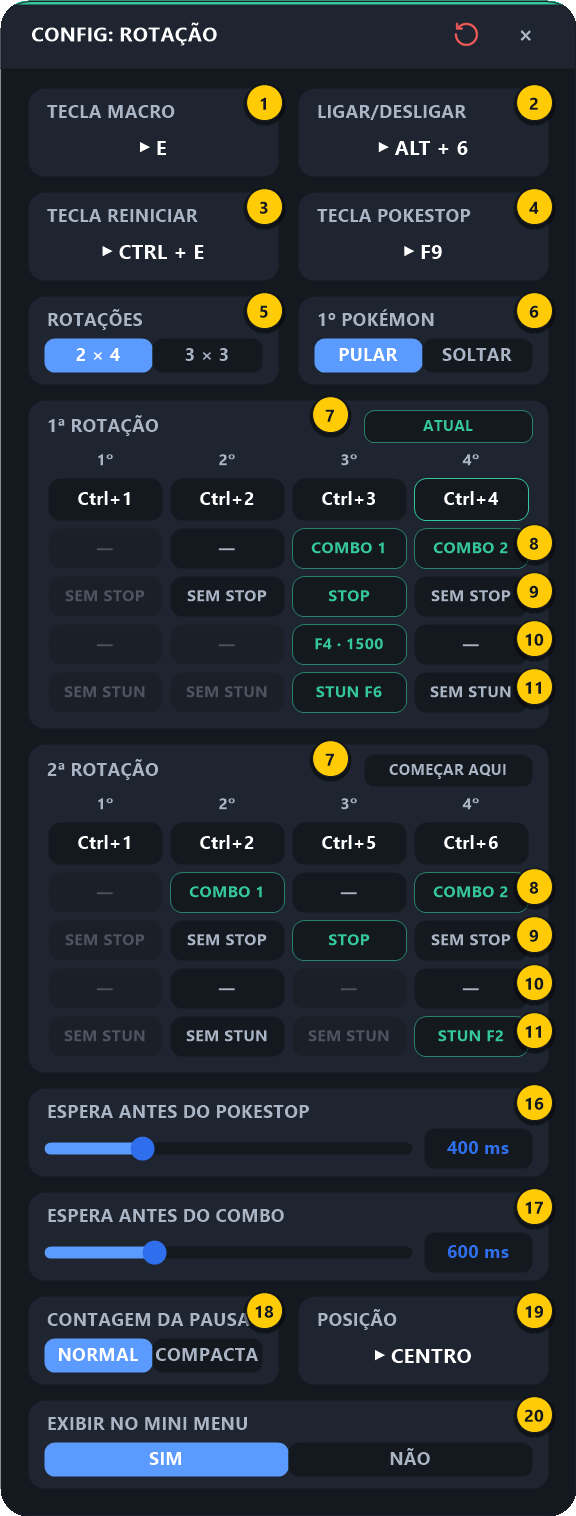 CONFIG: ROTAÇÃO ×
TECLA MACRO 1 LIGAR/DESLIGAR 2
▸ E ▸ ALT + 6
TECLA REINICIAR 3 TECLA POKESTOP 4
▸ CTRL + E ▸ F9
ROTAÇÕES 5 1º POKÉMON 6
2 × 4 3 × 3 PULAR SOLTAR
1ª ROTAÇÃO 7 ATUAL
1º 2º 3º 4º
Ctrl+1 Ctrl+2 Ctrl+3 Ctrl+4
— — COMBO 1 COMBO 2 8
SEM STOP SEM STOP STOP SEM STOP 9
— — F4 · 1500 — 10
SEM STUN SEM STUN STUN F6 SEM STUN 11
2ª ROTAÇÃO 7 COMEÇAR AQUI
1º 2º 3º 4º
Ctrl+1 Ctrl+2 Ctrl+5 Ctrl+6
— COMBO 1 — COMBO 2 8
SEM STOP SEM STOP STOP SEM STOP 9
— — — — 10
SEM STUN SEM STUN SEM STUN STUN F2 11
ESPERA ANTES DO POKESTOP 16
400 ms
ESPERA ANTES DO COMBO 17
600 ms
CONTAGEM DA PAUSA 18 POSIÇÃO 19
NORMAL COMPACTA ▸ CENTRO
EXIBIR NO MINI MENU 20
SIM NÃO